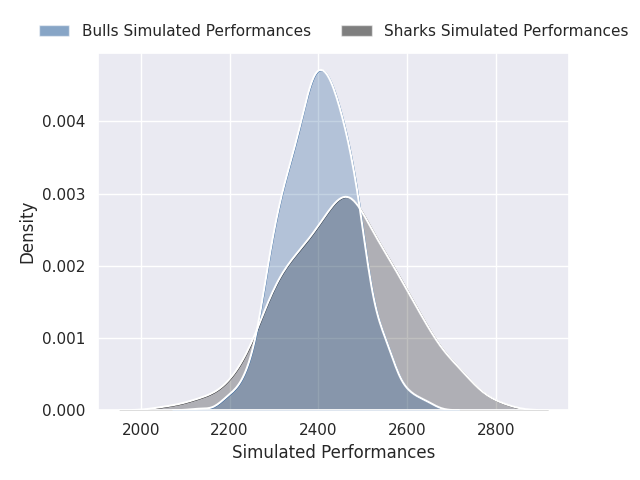 Bulls Simulated Performances Sharks Simulated Performances
0.004
0.003
0.002
0.001
0.000
Density
2000 2200 2400 2600 2800
Simulated Performances